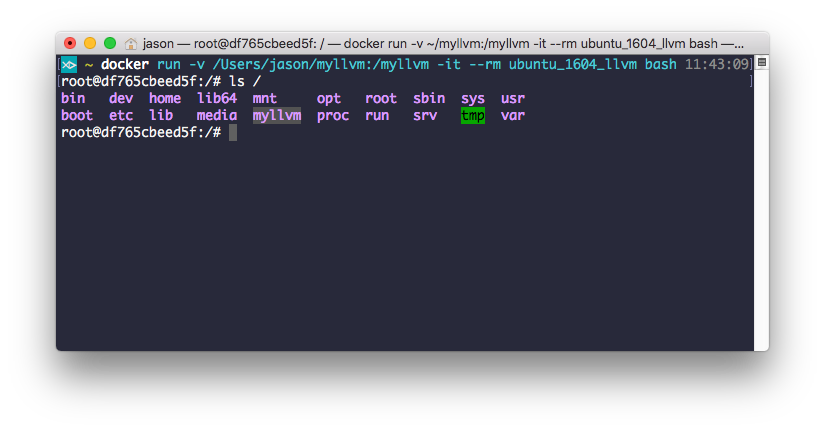 jason — root@df765cbeed5f: / — docker run -v ~/myllvm:/myllvm -it --rm ubuntu_1604_llvm bash —...
~ docker run -v /Users/jason/myllvm:/myllvm -it --rm ubuntu_1604_llvm bash 11:43:09]
[root@df765cbeed5f:/# ls / ]
bin dev home lib64 mnt opt root sbin sys usr
boot etc lib media myllvm proc run srv tmp var
root@df765cbeed5f:/#